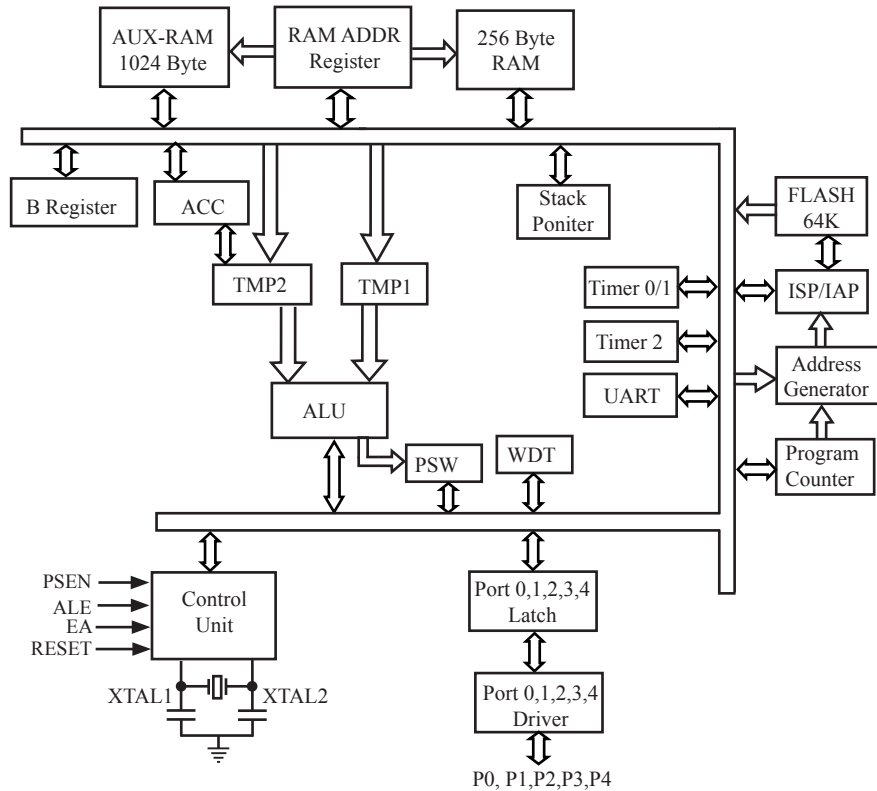 AUX-RAM
1024 Byte
RAM ADDR
Register
256 Byte
RAM
B Register
ACC
Stack
Poniter
FLASH
64K
TMP2
TMP1
Timer 0/1
ISP/IAP
Timer 2
Address
Generator
ALU
UART
PSW
WDT
Program
Counter
PSEN
ALE
EA
RESET
Control
Unit
Port 0,1,2,3,4
Latch
XTAL1
XTAL2
Port 0,1,2,3,4
Driver
P0, P1,P2,P3,P4